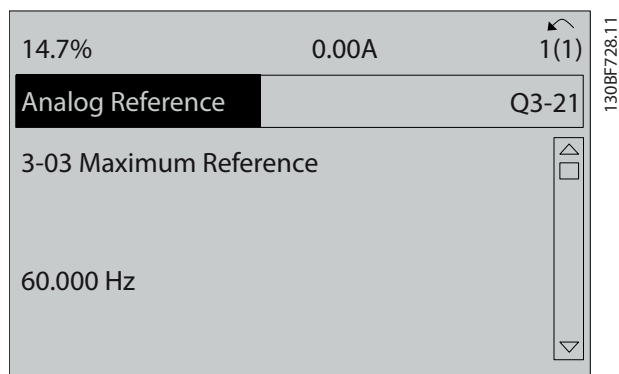 14.7% 0.00A 1(1)
Analog Reference Q3-21
3-03 Maximum Reference
60.000 Hz
130BF728.11